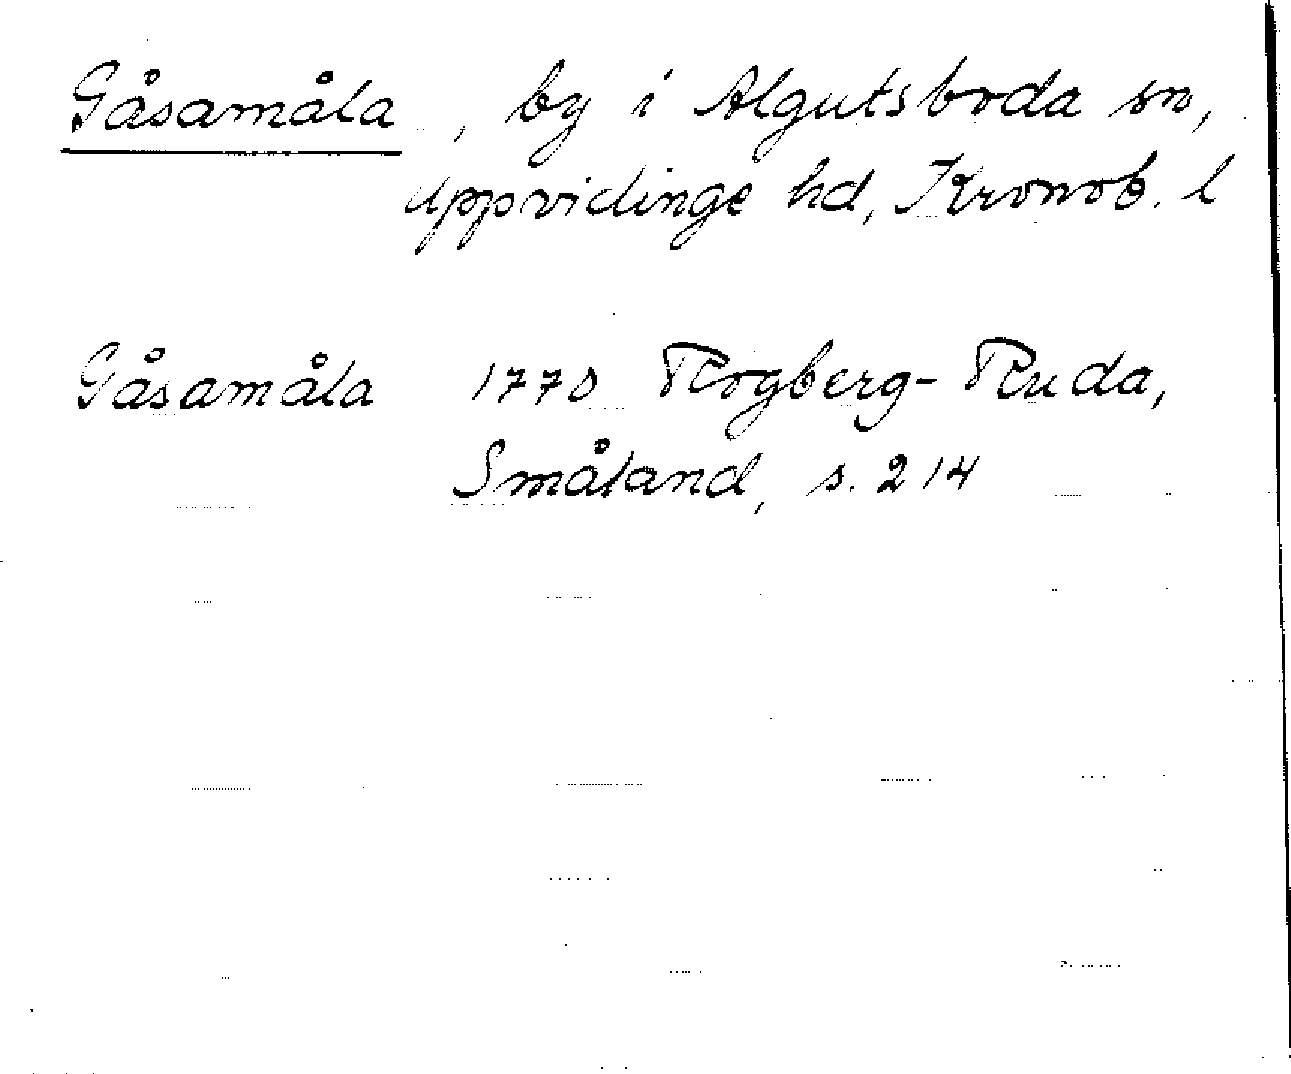 Gåsamåla, by i Algutsboda sn,
Uppvidinge hd, Kronob. l
Gåsamåla 1770 Rogberg-Ruda,
Småland, s. 214